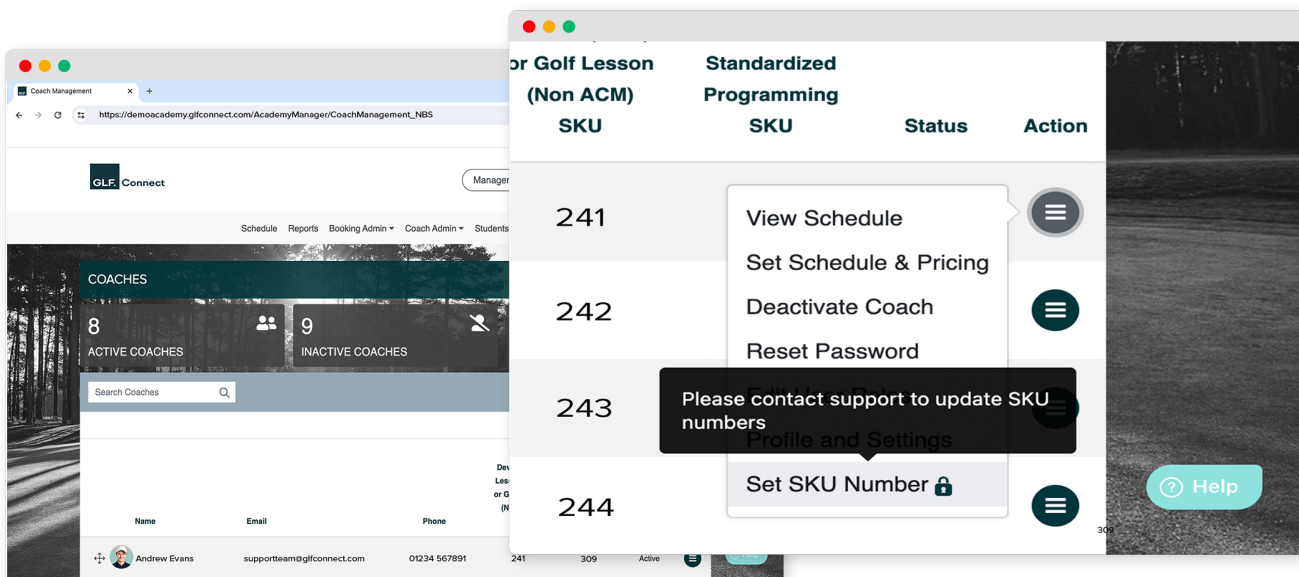 Coach Management
https://demoacademy.glfconnect.com/AcademyManager/CoachManagement_NBS
GLF. Connect
Schedule Reports Booking Admin Coach Admin Students
COACHES
8
ACTIVE COACHES
9
INACTIVE COACHES
Search Coaches
Name Email Phone
Andrew Evans supportteam@glfconnect.com 01234 567891 241 309 Active
or Golf Lesson
(Non ACM)
SKU
Standardized
Programming
SKU
Status
Action
241
242
243
244
View Schedule
Set Schedule & Pricing
Deactivate Coach
Reset Password
Edit User Roles
Please contact support to update SKU
numbers
Profile and Settings
Set SKU Number
309
Help